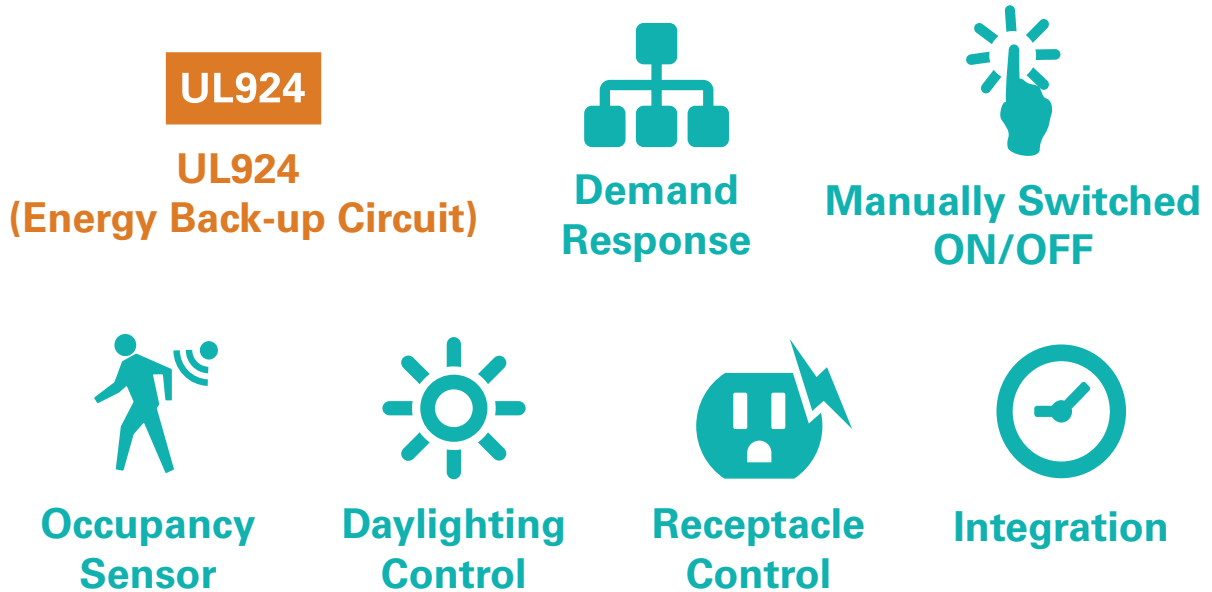 UL924
UL924
(Energy Back-up Circuit)
Demand
Response
Manually Switched
ON/OFF
Occupancy
Sensor
Daylighting
Control
Receptacle
Control
Integration